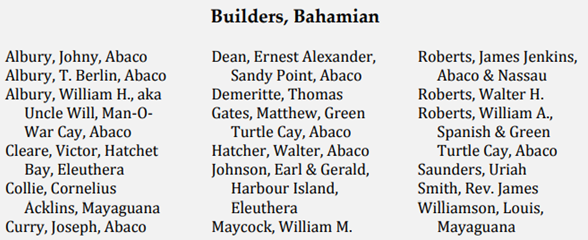 Builders, Bahamian
Albury, Johny, Abaco
Albury, T. Berlin, Abaco
Albury, William H., aka
Uncle Will, Man-O-
War Cay, Abaco
Cleare, Victor, Hatchet
Bay, Eleuthera
Collie, Cornelius
Acklins, Mayaguana
Curry, Joseph, Abaco
Dean, Ernest Alexander,
Sandy Point, Abaco
Demeritte, Thomas
Gates, Matthew, Green
Turtle Cay, Abaco
Hatcher, Walter, Abaco
Johnson, Earl & Gerald,
Harbour Island,
Eleuthera
Maycock, William M.
Roberts, James Jenkins,
Abaco & Nassau
Roberts, Walter H.
Roberts, William A.,
Spanish & Green
Turtle Cay, Abaco
Saunders, Uriah
Smith, Rev. James
Williamson, Louis,
Mayaguana